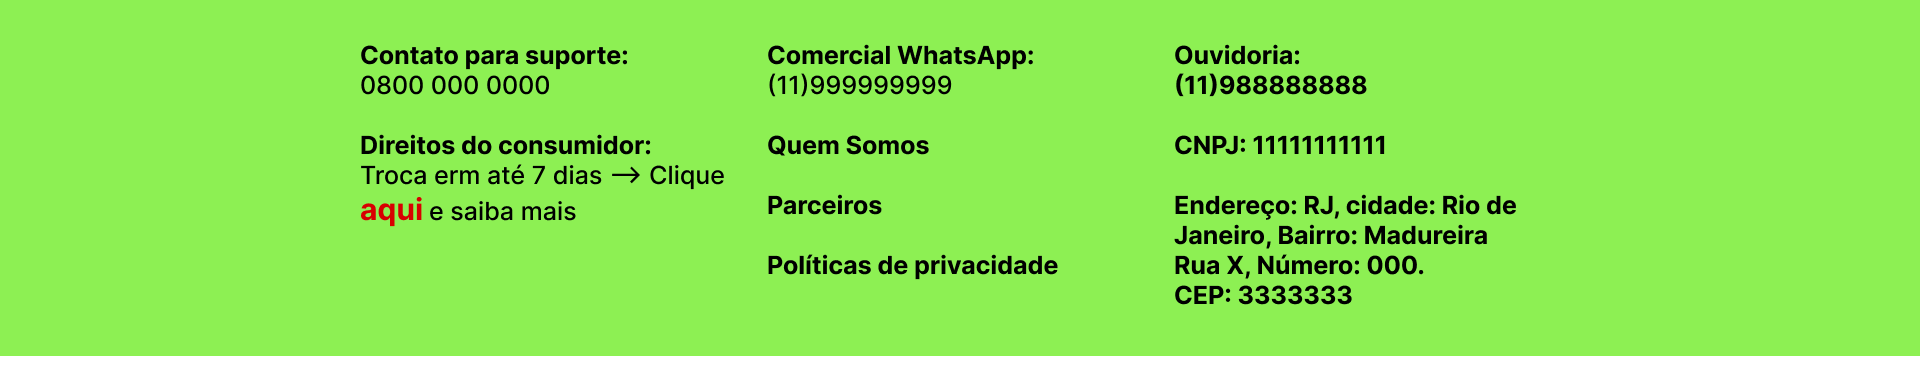 Contato para suporte:
0800 000 0000
Direitos do consumidor:
Troca erm até 7 dias --> Clique
aqui e saiba mais
Comercial WhatsApp:
(11)999999999
Quem Somos
Parceiros
Políticas de privacidade
Ouvidoria:
(11)988888888
CNPJ: 11111111111
Endereço: RJ, cidade: Rio de
Janeiro, Bairro: Madureira
Rua X, Número: 000.
CEP: 3333333